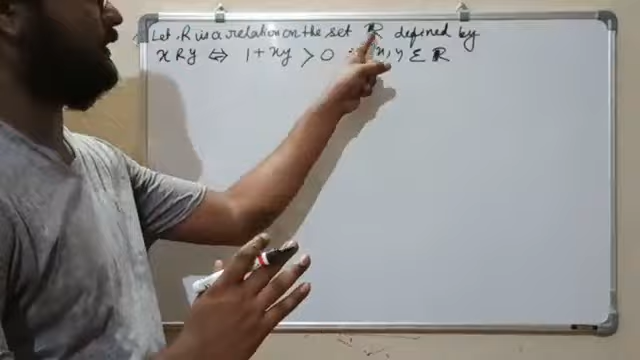 Let R is a relation on the set ℝ defined by
x R y ⇔ 1 + xy > 0 x, y ∈ ℝ